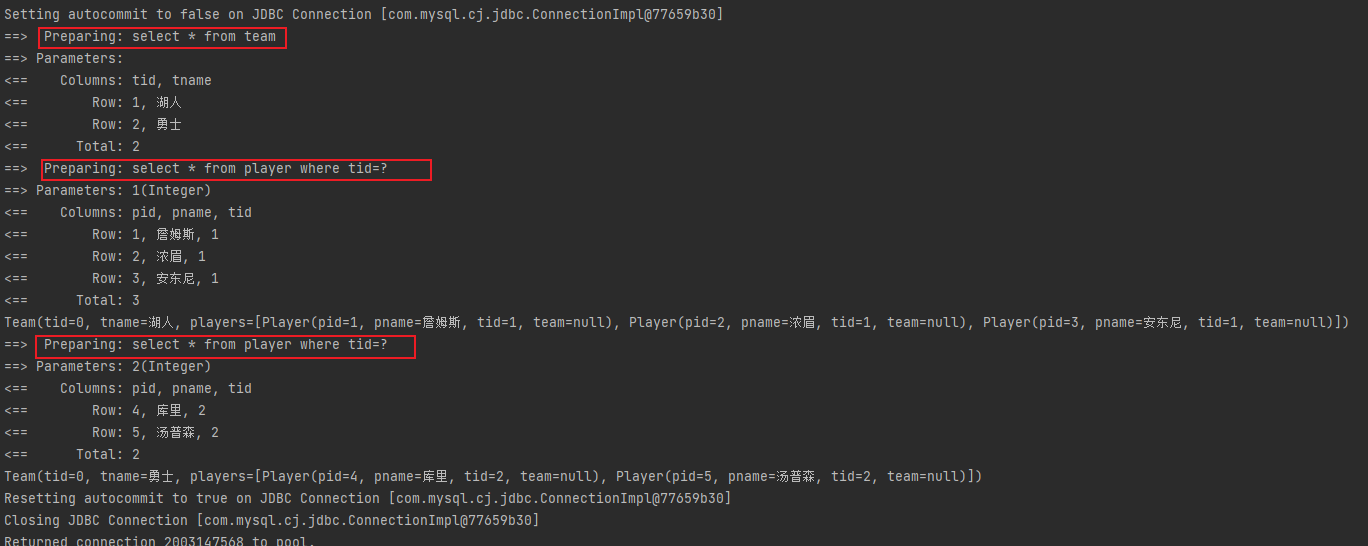 Setting autocommit to false on JDBC Connection [com.mysql.cj.jdbc.ConnectionImpl@77659b30]
==>  Preparing: select * from team
==> Parameters:
<==    Columns: tid, tname
<==        Row: 1, 湖人
<==        Row: 2, 勇士
<==      Total: 2
==>  Preparing: select * from player where tid=?
==> Parameters: 1(Integer)
<==    Columns: pid, pname, tid
<==        Row: 1, 詹姆斯, 1
<==        Row: 2, 浓眉, 1
<==        Row: 3, 安东尼, 1
<==      Total: 3
Team(tid=0, tname=湖人, players=[Player(pid=1, pname=詹姆斯, tid=1, team=null), Player(pid=2, pname=浓眉, tid=1, team=null), Player(pid=3, pname=安东尼, tid=1, team=null)])
==>  Preparing: select * from player where tid=?
==> Parameters: 2(Integer)
<==    Columns: pid, pname, tid
<==        Row: 4, 库里, 2
<==        Row: 5, 汤普森, 2
<==      Total: 2
Team(tid=0, tname=勇士, players=[Player(pid=4, pname=库里, tid=2, team=null), Player(pid=5, pname=汤普森, tid=2, team=null)])
Resetting autocommit to true on JDBC Connection [com.mysql.cj.jdbc.ConnectionImpl@77659b30]
Closing JDBC Connection [com.mysql.cj.jdbc.ConnectionImpl@77659b30]
Returned connection 2003147568 to pool.